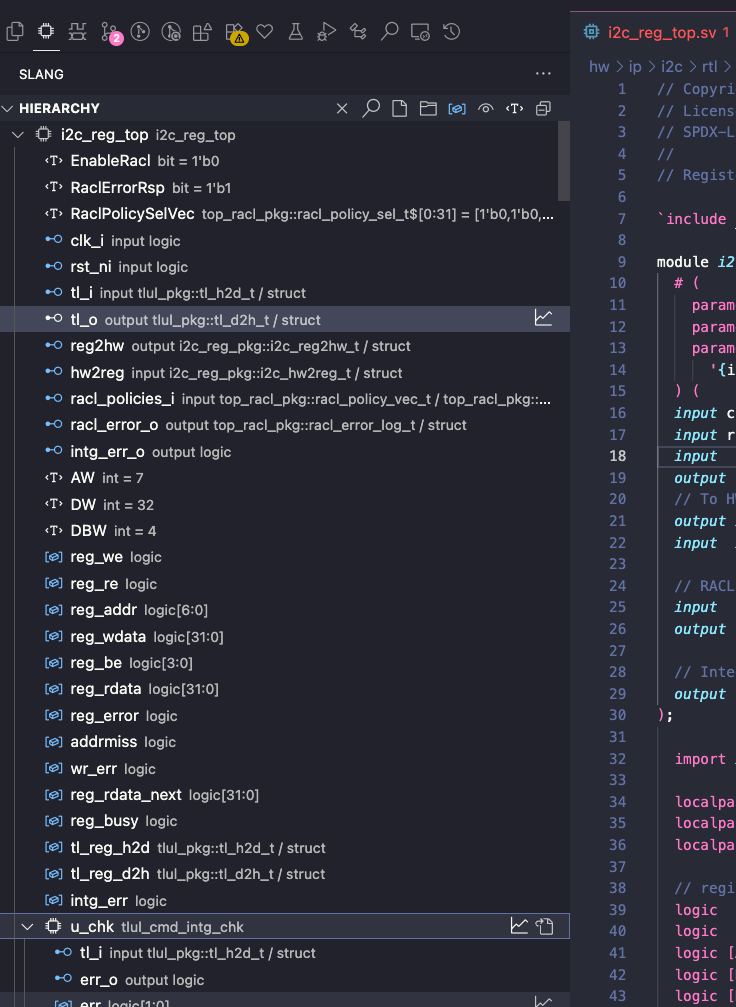 2
SLANG
HIERARCHY
i2c_reg_top i2c_reg_top
EnableRacl bit = 1'b0
RaclErrorRsp bit = 1'b1
RaclPolicySelVec top_racl_pkg::racl_policy_sel_t$[0:31] = [1'b0,1'b0,...
clk_i input logic
rst_ni input logic
tl_i input tlul_pkg::tl_h2d_t / struct
tl_o output tlul_pkg::tl_d2h_t / struct
reg2hw output i2c_reg_pkg::i2c_reg2hw_t / struct
hw2reg input i2c_reg_pkg::i2c_hw2reg_t / struct
racl_policies_i input top_racl_pkg::racl_policy_vec_t / top_racl_pkg::...
racl_error_o output top_racl_pkg::racl_error_log_t / struct
intg_err_o output logic
AW int = 7
DW int = 32
DBW int = 4
reg_we logic
reg_re logic
reg_addr logic[6:0]
reg_wdata logic[31:0]
reg_be logic[3:0]
reg_rdata logic[31:0]
reg_error logic
addrmiss logic
wr_err logic
reg_rdata_next logic[31:0]
reg_busy logic
tl_reg_h2d tlul_pkg::tl_h2d_t / struct
tl_reg_d2h tlul_pkg::tl_d2h_t / struct
intg_err logic
u_chk tlul_cmd_intg_chk
tl_i input tlul_pkg::tl_h2d_t / struct
err_o output logic
err logic[1:0]
i2c_reg_top.sv 1
hw > ip > i2c > rtl >
1 // Copyri
2 // Licens
3 // SPDX-L
4 //
5 // Regist
6
7 `include
8
9 module i2
10 # (
11 param
12 param
13 param
14 '{i
15 ) (
16 input c
17 input r
18 input
19 output
20 // To H
21 output
22 input
23
24 // RACL
25 input
26 output
27
28 // Inte
29 output
30 );
31
32 import
33
34 localpa
35 localpa
36 localpa
37
38 // regi
39 logic
40 logic
41 logic [
42 logic [
43 logic [